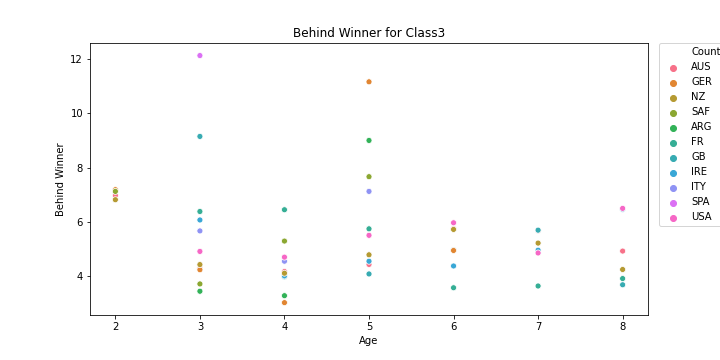 Behind Winner for Class3
12
10
8
6
4
Behind Winner
2 3 4 5 6 7 8
Age
Count
AUS
GER
NZ
SAF
ARG
FR
GB
IRE
ITY
SPA
USA